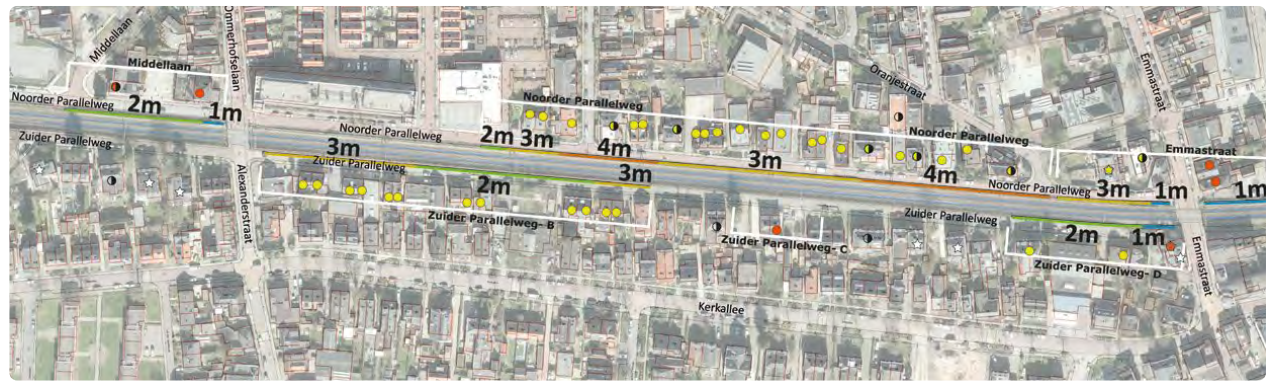 Middellaan
Ommerhofselaan
Middellaan
Noorder Parallelweg
2m
1m
Noorder Parallelweg
Oranjestraat
Emmastraat
Noorder Parallelweg
2m
3m
4m
3m
Noorder Parallelweg
4m
Emmastraat
Zuider Parallelweg
3m
Zuider Parallelweg
2m
3m
Noorder Parallelweg
3m
1m
1m
Alexanderstraat
Zuider Parallelweg- B
Zuider Parallelweg- C
Zuider Parallelweg
2m
1m
Zuider Parallelweg- D
Emmastraat
Kerkallee